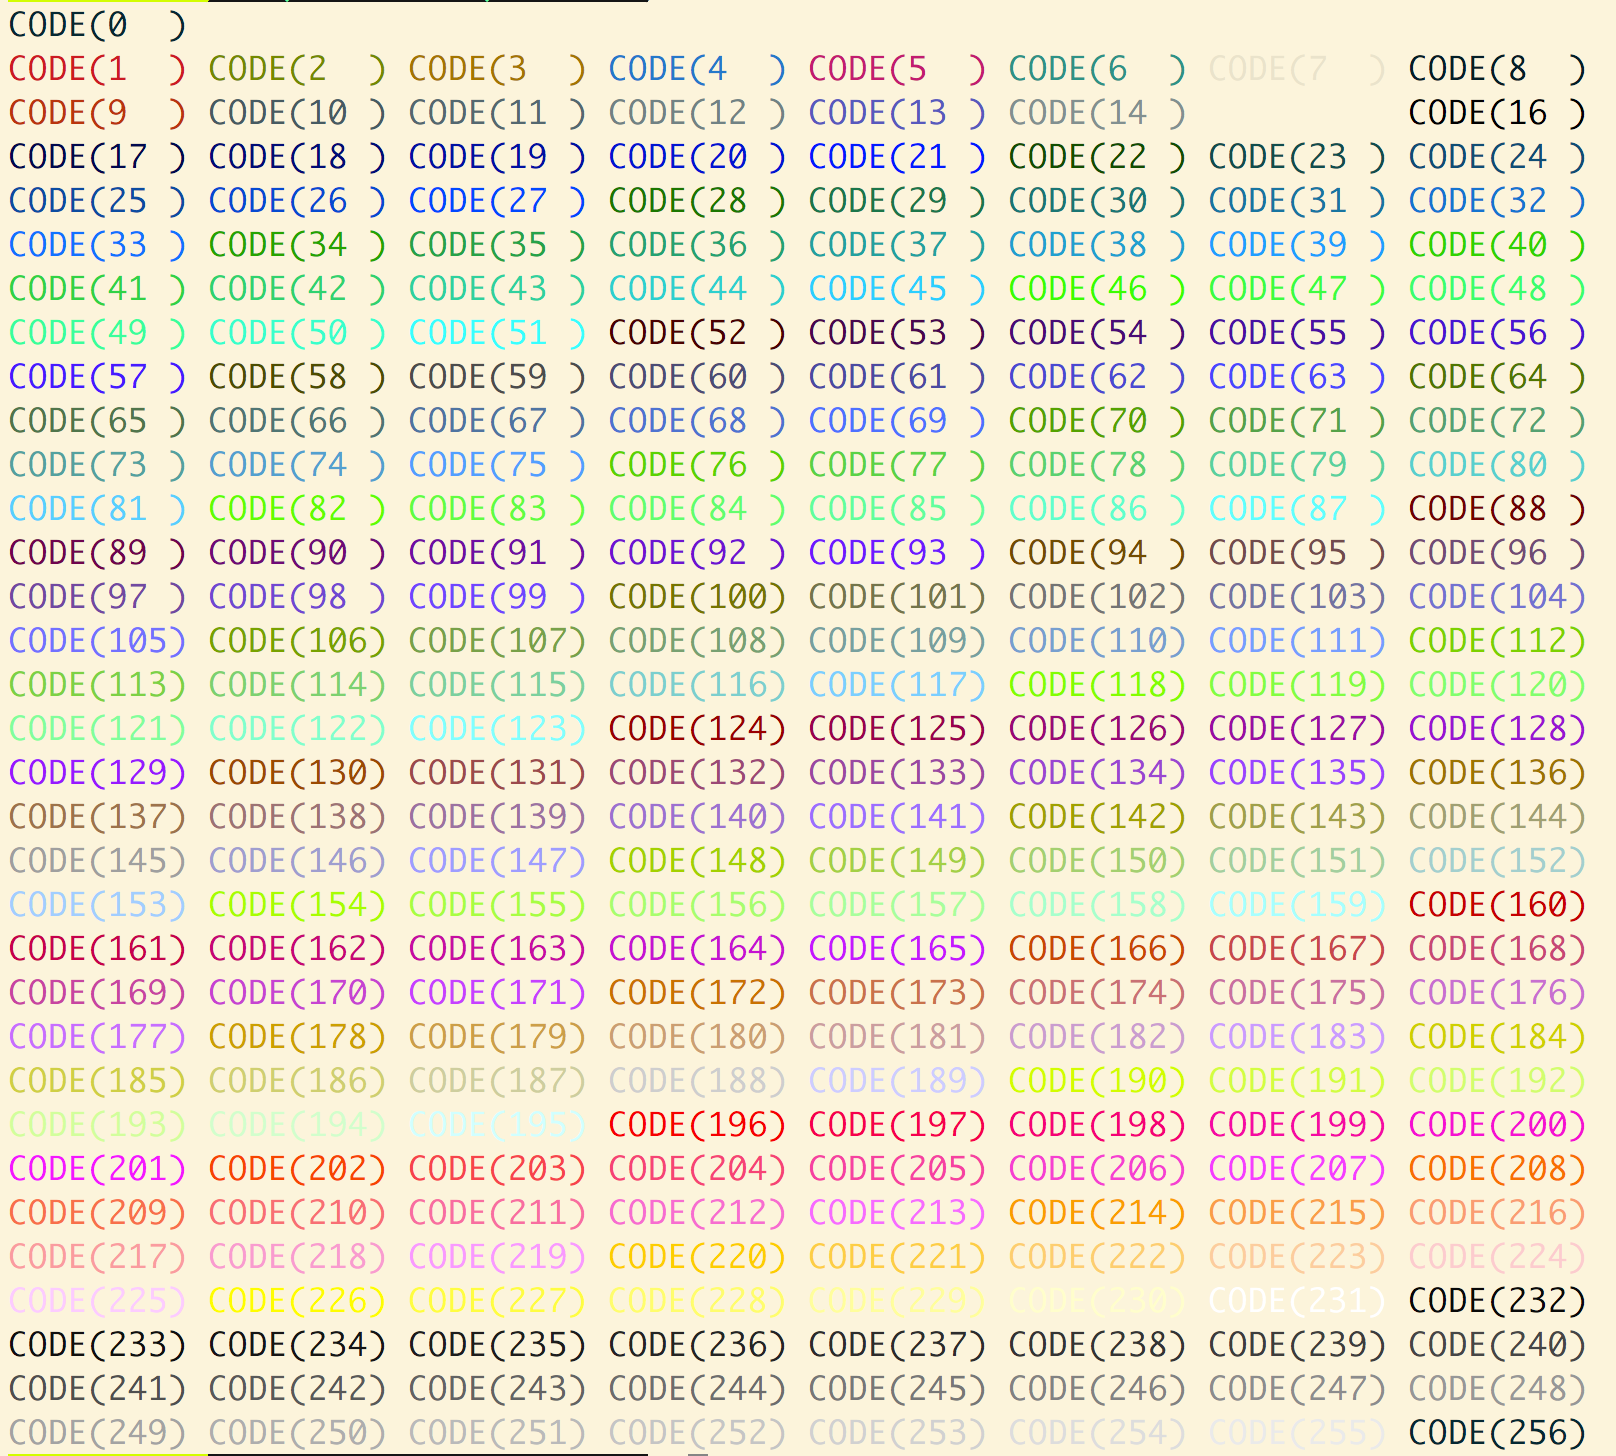 CODE(0  )
CODE(1  ) CODE(2  ) CODE(3  ) CODE(4  ) CODE(5  ) CODE(6  ) CODE(7  ) CODE(8  )
CODE(9  ) CODE(10 ) CODE(11 ) CODE(12 ) CODE(13 ) CODE(14 ) CODE(16 )
CODE(17 ) CODE(18 ) CODE(19 ) CODE(20 ) CODE(21 ) CODE(22 ) CODE(23 ) CODE(24 )
CODE(25 ) CODE(26 ) CODE(27 ) CODE(28 ) CODE(29 ) CODE(30 ) CODE(31 ) CODE(32 )
CODE(33 ) CODE(34 ) CODE(35 ) CODE(36 ) CODE(37 ) CODE(38 ) CODE(39 ) CODE(40 )
CODE(41 ) CODE(42 ) CODE(43 ) CODE(44 ) CODE(45 ) CODE(46 ) CODE(47 ) CODE(48 )
CODE(49 ) CODE(50 ) CODE(51 ) CODE(52 ) CODE(53 ) CODE(54 ) CODE(55 ) CODE(56 )
CODE(57 ) CODE(58 ) CODE(59 ) CODE(60 ) CODE(61 ) CODE(62 ) CODE(63 ) CODE(64 )
CODE(65 ) CODE(66 ) CODE(67 ) CODE(68 ) CODE(69 ) CODE(70 ) CODE(71 ) CODE(72 )
CODE(73 ) CODE(74 ) CODE(75 ) CODE(76 ) CODE(77 ) CODE(78 ) CODE(79 ) CODE(80 )
CODE(81 ) CODE(82 ) CODE(83 ) CODE(84 ) CODE(85 ) CODE(86 ) CODE(87 ) CODE(88 )
CODE(89 ) CODE(90 ) CODE(91 ) CODE(92 ) CODE(93 ) CODE(94 ) CODE(95 ) CODE(96 )
CODE(97 ) CODE(98 ) CODE(99 ) CODE(100) CODE(101) CODE(102) CODE(103) CODE(104)
CODE(105) CODE(106) CODE(107) CODE(108) CODE(109) CODE(110) CODE(111) CODE(112)
CODE(113) CODE(114) CODE(115) CODE(116) CODE(117) CODE(118) CODE(119) CODE(120)
CODE(121) CODE(122) CODE(123) CODE(124) CODE(125) CODE(126) CODE(127) CODE(128)
CODE(129) CODE(130) CODE(131) CODE(132) CODE(133) CODE(134) CODE(135) CODE(136)
CODE(137) CODE(138) CODE(139) CODE(140) CODE(141) CODE(142) CODE(143) CODE(144)
CODE(145) CODE(146) CODE(147) CODE(148) CODE(149) CODE(150) CODE(151) CODE(152)
CODE(153) CODE(154) CODE(155) CODE(156) CODE(157) CODE(158) CODE(159) CODE(160)
CODE(161) CODE(162) CODE(163) CODE(164) CODE(165) CODE(166) CODE(167) CODE(168)
CODE(169) CODE(170) CODE(171) CODE(172) CODE(173) CODE(174) CODE(175) CODE(176)
CODE(177) CODE(178) CODE(179) CODE(180) CODE(181) CODE(182) CODE(183) CODE(184)
CODE(185) CODE(186) CODE(187) CODE(188) CODE(189) CODE(190) CODE(191) CODE(192)
CODE(193) CODE(194) CODE(195) CODE(196) CODE(197) CODE(198) CODE(199) CODE(200)
CODE(201) CODE(202) CODE(203) CODE(204) CODE(205) CODE(206) CODE(207) CODE(208)
CODE(209) CODE(210) CODE(211) CODE(212) CODE(213) CODE(214) CODE(215) CODE(216)
CODE(217) CODE(218) CODE(219) CODE(220) CODE(221) CODE(222) CODE(223) CODE(224)
CODE(225) CODE(226) CODE(227) CODE(228) CODE(229) CODE(230) CODE(231) CODE(232)
CODE(233) CODE(234) CODE(235) CODE(236) CODE(237) CODE(238) CODE(239) CODE(240)
CODE(241) CODE(242) CODE(243) CODE(244) CODE(245) CODE(246) CODE(247) CODE(248)
CODE(249) CODE(250) CODE(251) CODE(252) CODE(253) CODE(254) CODE(255) CODE(256)